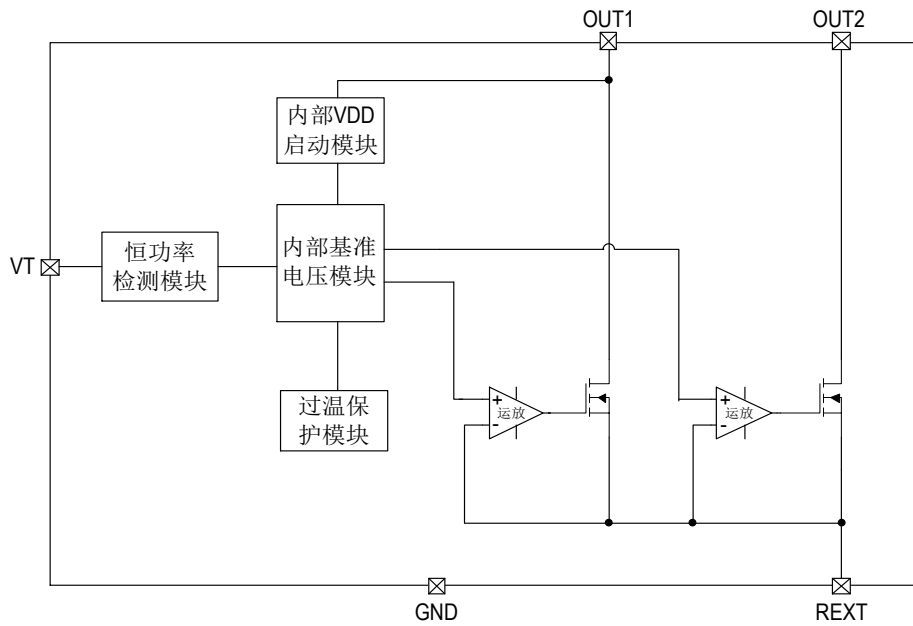 OUT1
OUT2
内部VDD
启动模块
VT
恒功率
检测模块
内部基准
电压模块
过温保
护模块
+
运放
-
+
运放
-
GND
REXT